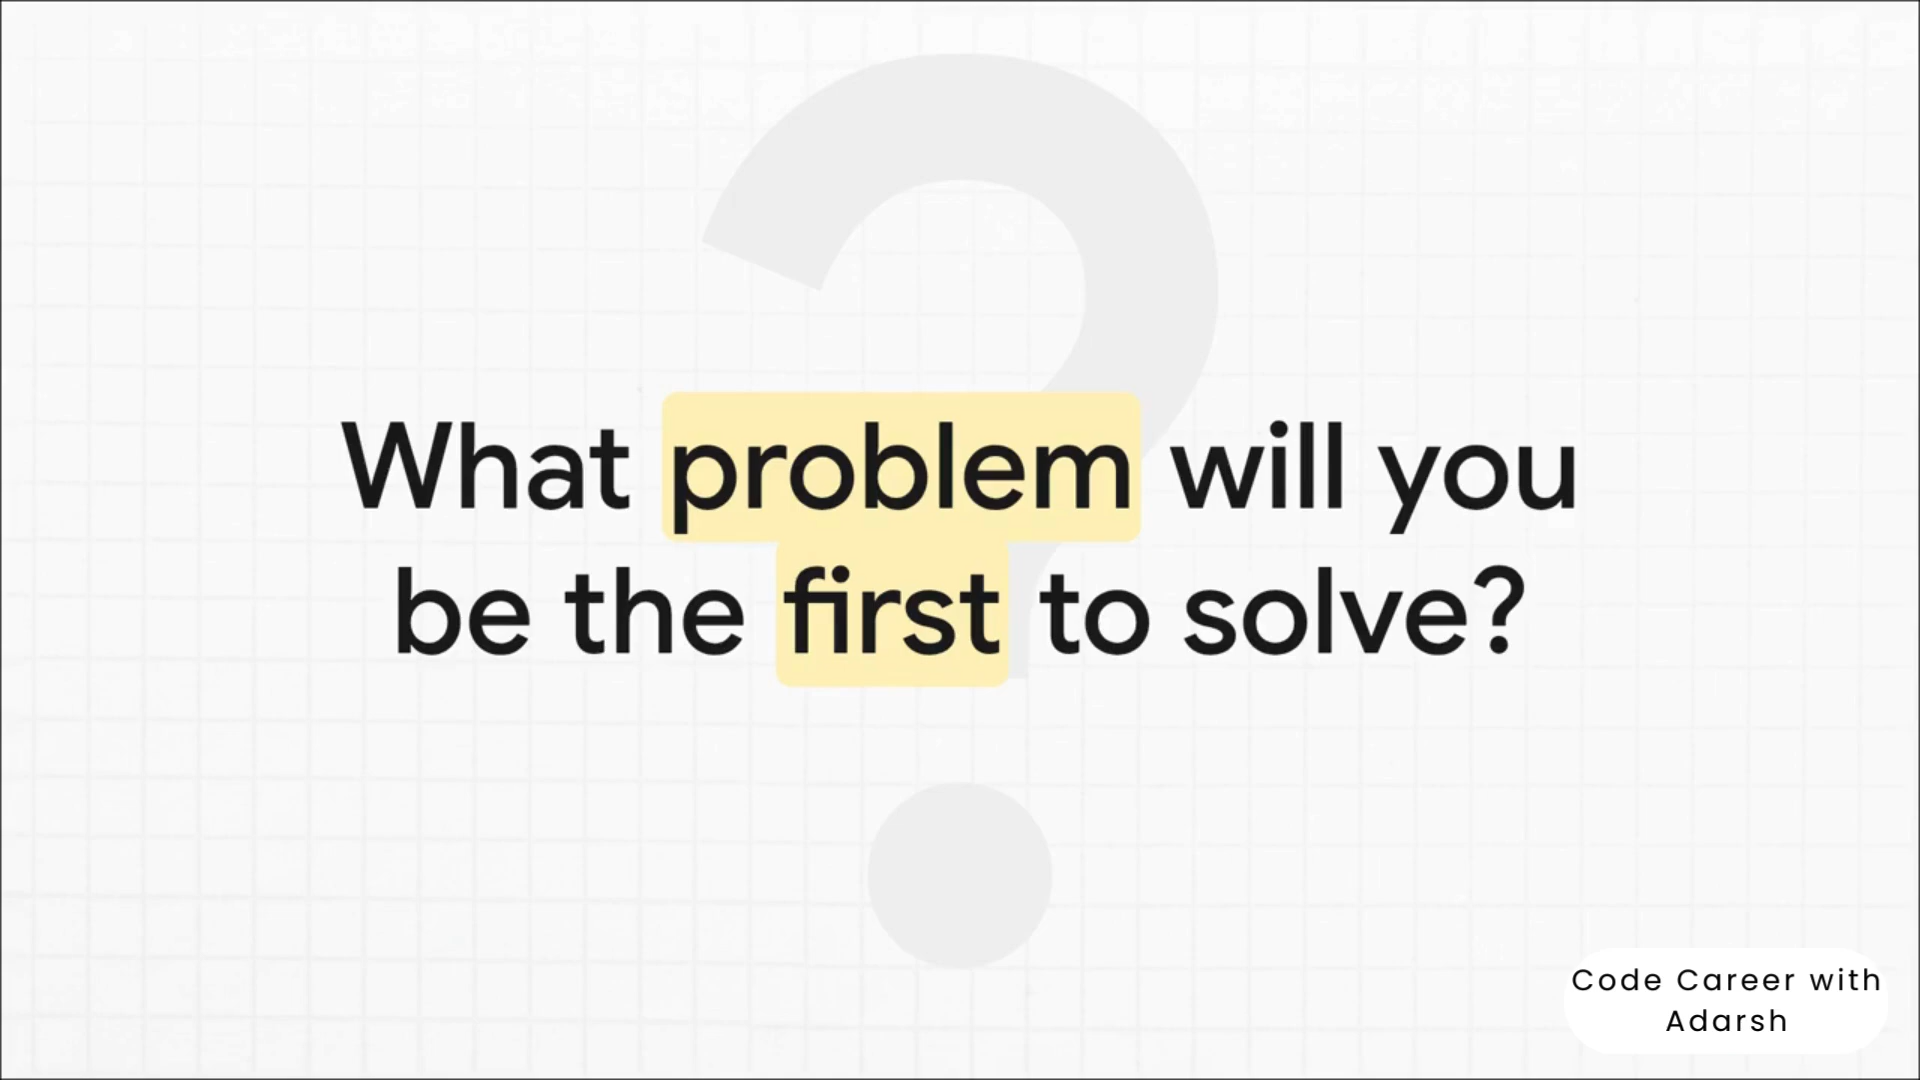 What problem will you
be the first to solve?
Code Career with
Adarsh